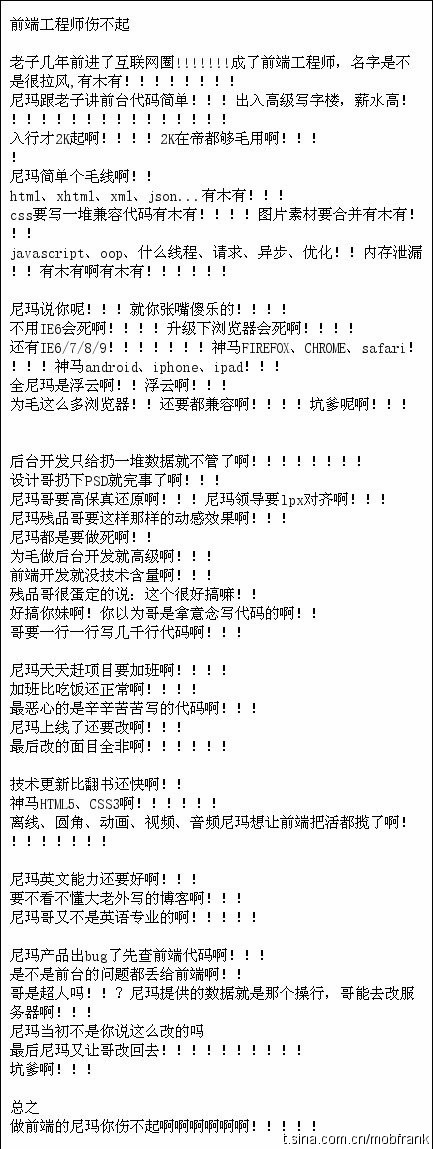 前端工程师伤不起
老子几年前进了互联网圈!!!!!!!成了前端工程师，名字是不
是很拉风,有木有！！！！！！！！
尼玛跟老子讲前台代码简单！！！出入高级写字楼，薪水高！
！！！！！！！！！！！！！！！
入行才2K起啊！！！！2K在帝都够毛用啊！！！
！
尼玛简单个毛线啊！！
html、xhtml、xml、json...有木有！！！
css要写一堆兼容代码有木有！！！！图片素材要合并有木有！
！！
javascript、oop、什么线程、请求、异步、优化！！内存泄漏
！！有木有啊有木有！！！！！！
尼玛说你呢！！！就你张嘴傻乐的！！！！
不用IE6会死啊！！！！升级下浏览器会死啊！！！！
还有IE6/7/8/9！！！！！！！神马FIREFOX、CHROME、safari！
！！！神马android、iphone、ipad！！！
全尼玛是浮云啊！！浮云啊！！！
为毛这么多浏览器！！还要都兼容啊！！！！坑爹呢啊！！！
后台开发只给扔一堆数据就不管了啊！！！！！！！！
设计哥扔下PSD就完事了啊！！！
尼玛哥要高保真还原啊！！！尼玛领导要1px对齐啊！！！
尼玛残品哥要这样那样的动感效果啊！！！
尼玛都是要做死啊！！
为毛做后台开发就高级啊！！！
前端开发就没技术含量啊！！！
残品哥很蛋定的说：这个很好搞嘛！！
好搞你妹啊！你以为哥是拿意念写代码的啊！！
哥要一行一行写几千行代码啊！！！
尼玛天天赶项目要加班啊！！！！
加班比吃饭还正常啊！！！！
最恶心的是辛辛苦苦写的代码啊！！！
尼玛上线了还要改啊！！！
最后改的面目全非啊！！！！！！
技术更新比翻书还快啊！！
神马HTML5、CSS3啊！！！！！！
离线、圆角、动画、视频、音频尼玛想让前端把活都揽了啊！
！！！！！！！
尼玛英文能力还要好啊！！！
要不看不懂大老外写的博客啊！！！
尼玛哥又不是英语专业的啊！！！！！
尼玛产品出bug了先查前端代码啊！！！
是不是前台的问题都丢给前端啊！！
哥是超人吗！！？尼玛提供的数据就是那个操行，哥能去改服
务器啊！！！
尼玛当初不是你说这么改的吗
最后尼玛又让哥改回去！！！！！！！！！！
坑爹啊！！！
总之
做前端的尼玛你伤不起啊啊啊啊啊啊！！！！！
t.sina.com.cn/mobfrank